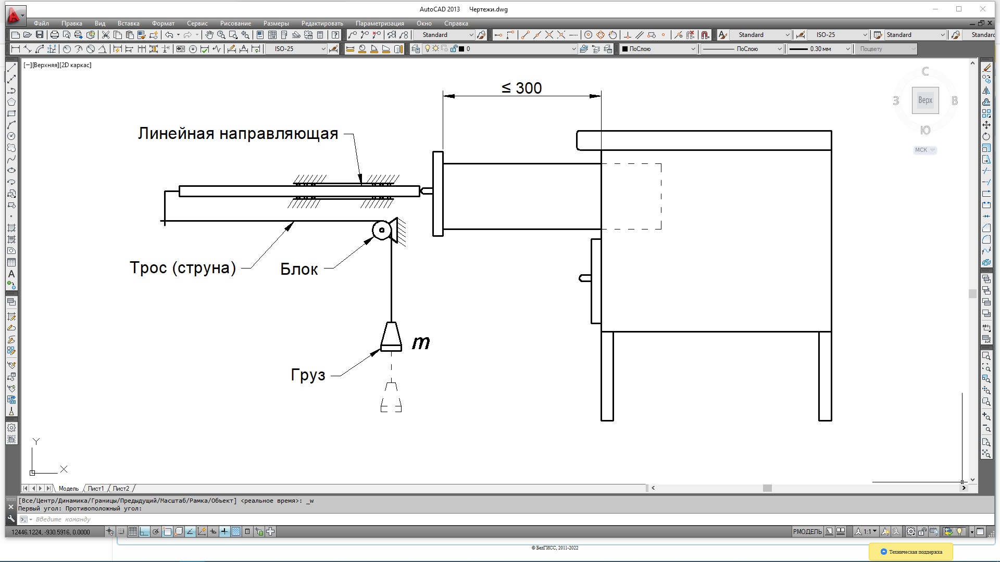 AutoCAD 2013 Чертежи.dwg
Файл Правка Вид Вставка Формат Сервис Рисование Размеры Редактировать Параметризация Окно Справка
Standard Standard ISO-25 Standard Standard
ISO-25 0 ПоСлою ПоСлою 0.30 мм Поцвету
[−][Верхняя][2D каркас]
≤ 300
С
З Верх В
Ю
МСК
Линейная направляющая
Трос (струна)
Блок
m
Груз
Y
X
Модель Лист1 Лист2
[Все/Центр/Динамика/Границы/Предыдущий/Масштаб/Рамка/Объект] <реальное время>: _w
Первый угол: Противоположный угол:
Введите команду
12446.1224, -930.5916, 0.0000 РМОДЕЛЬ 1:1
© БелГИСС, 2011-2022
Техническая поддержка